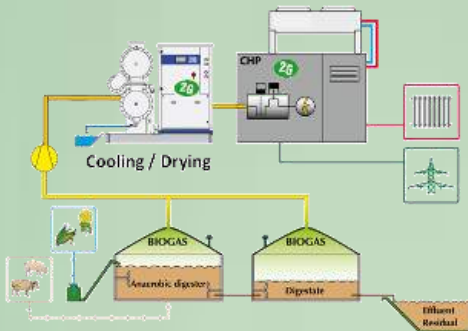 CHP
2G
2G
Cooling / Drying
BIOGAS
BIOGAS
Anaerobic digester
Digestate
Effluent
Residual